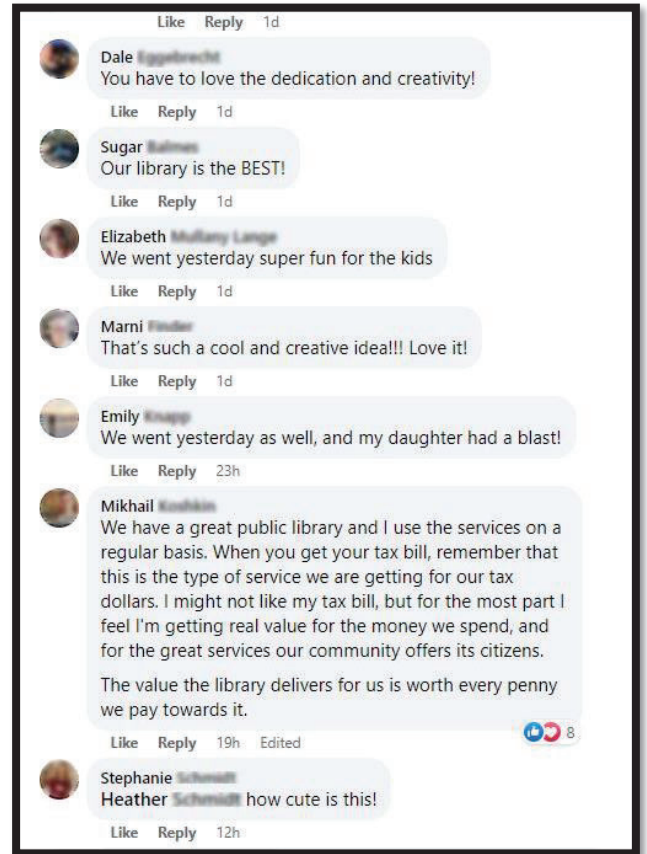 Like Reply 1d
Dale
You have to love the dedication and creativity!
Like Reply 1d
Sugar
Our library is the BEST!
Like Reply 1d
Elizabeth
We went yesterday super fun for the kids
Like Reply 1d
Marni
That's such a cool and creative idea!!! Love it!
Like Reply 1d
Emily
We went yesterday as well, and my daughter had a blast!
Like Reply 23h
Mikhail
We have a great public library and I use the services on a
regular basis. When you get your tax bill, remember that
this is the type of service we are getting for our tax
dollars. I might not like my tax bill, but for the most part I
feel I'm getting real value for the money we spend, and
for the great services our community offers its citizens.
The value the library delivers for us is worth every penny
we pay towards it.
8
Like Reply 19h Edited
Stephanie
Heather how cute is this!
Like Reply 12h